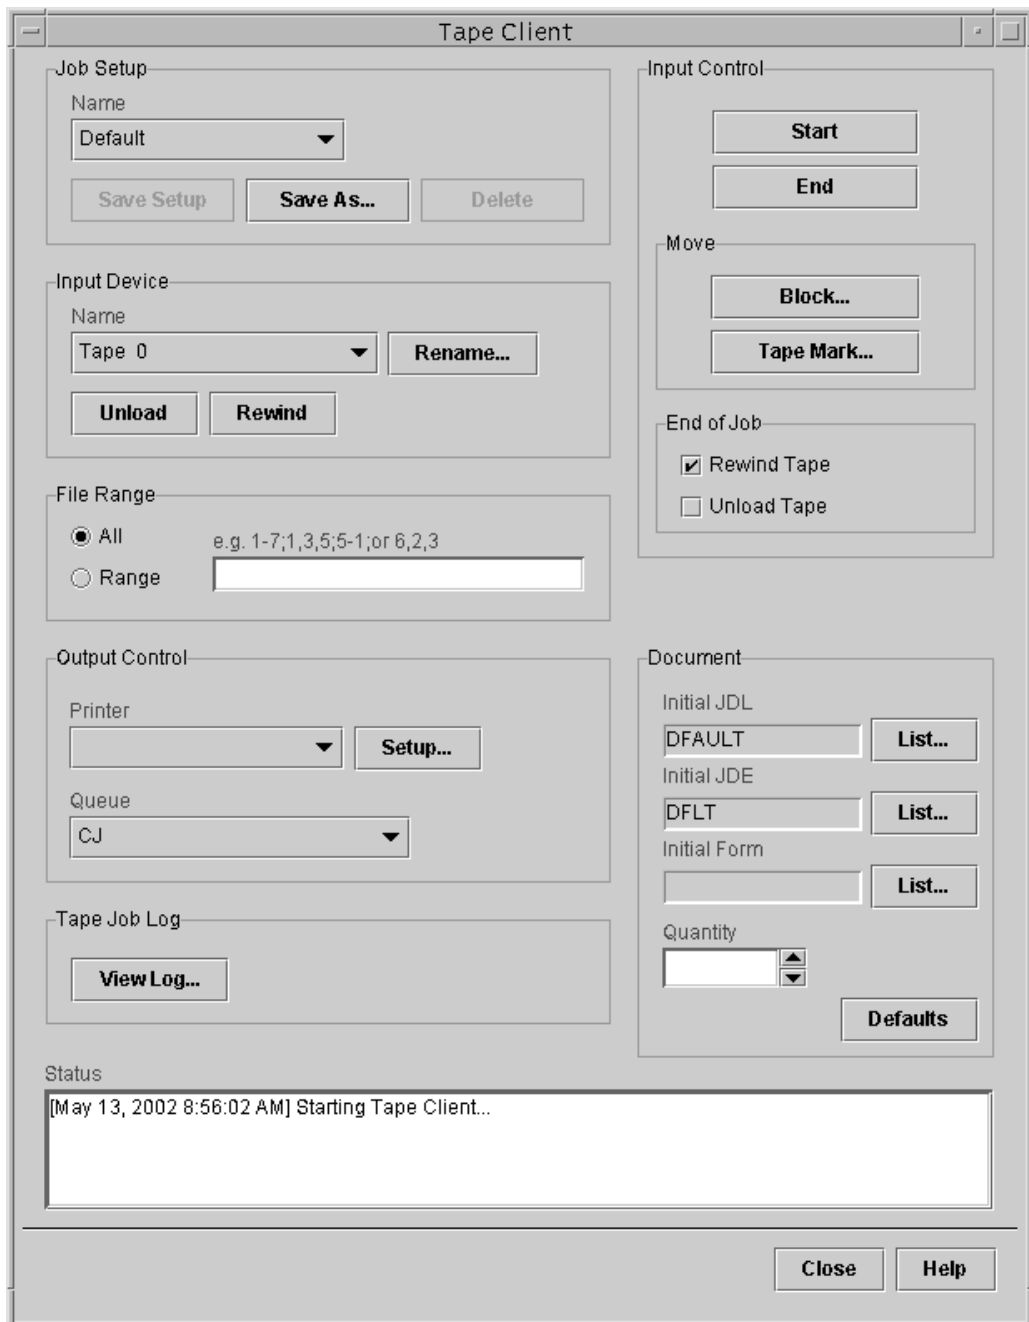 Tape Client
Job Setup
Name
Default
Save Setup
Save As...
Delete
Input Device
Name
Tape 0
Rename...
Unload
Rewind
File Range
All
e.g. 1-7;1,3,5;5-1;or 6,2,3
Range
Output Control
Printer
Setup...
Queue
CJ
Tape Job Log
View Log...
Input Control
Start
End
Move
Block...
Tape Mark...
End of Job
Rewind Tape
Unload Tape
Document
Initial JDL
DFAULT
List...
Initial JDE
DFLT
List...
Initial Form
List...
Quantity
Defaults
Status
[May 13, 2002 8:56:02 AM] Starting Tape Client...
Close
Help